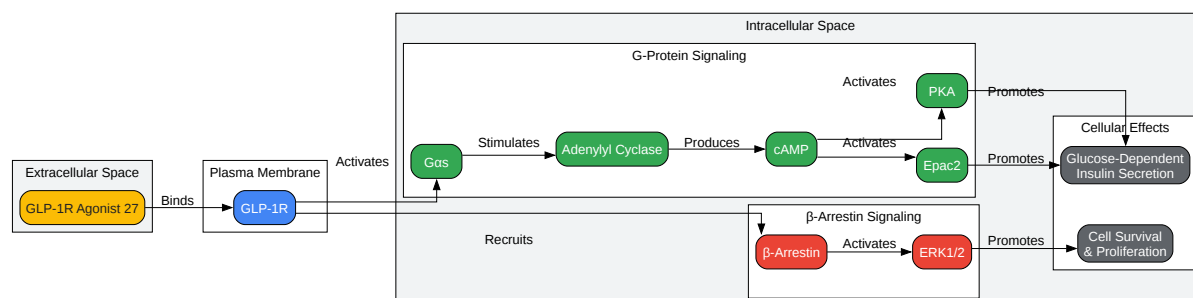 Intracellular Space
G-Protein Signaling
Activates
PKA
Promotes
Stimulates
Adenylyl Cyclase
Produces
cAMP
Activates
Gαs
Epac2
Promotes
Cellular Effects
Glucose-Dependent
Insulin Secretion
Extracellular Space
GLP-1R Agonist 27
Binds
Plasma Membrane
GLP-1R
Activates
Recruits
β-Arrestin Signaling
β-Arrestin
Activates
ERK1/2
Promotes
Cell Survival
& Proliferation